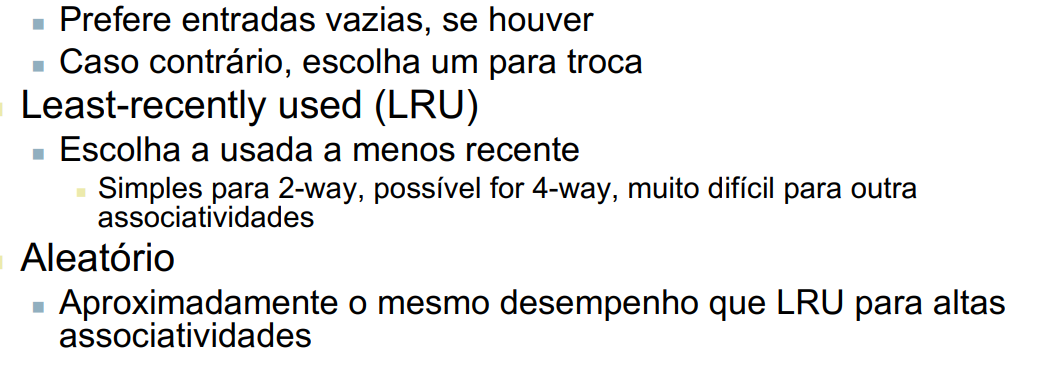 Prefere entradas vazias, se houver
Caso contrário, escolha um para troca
Least-recently used (LRU)
Escolha a usada a menos recente
Simples para 2-way, possível for 4-way, muito difícil para outra
associatividades
Aleatório
Aproximadamente o mesmo desempenho que LRU para altas
associatividades